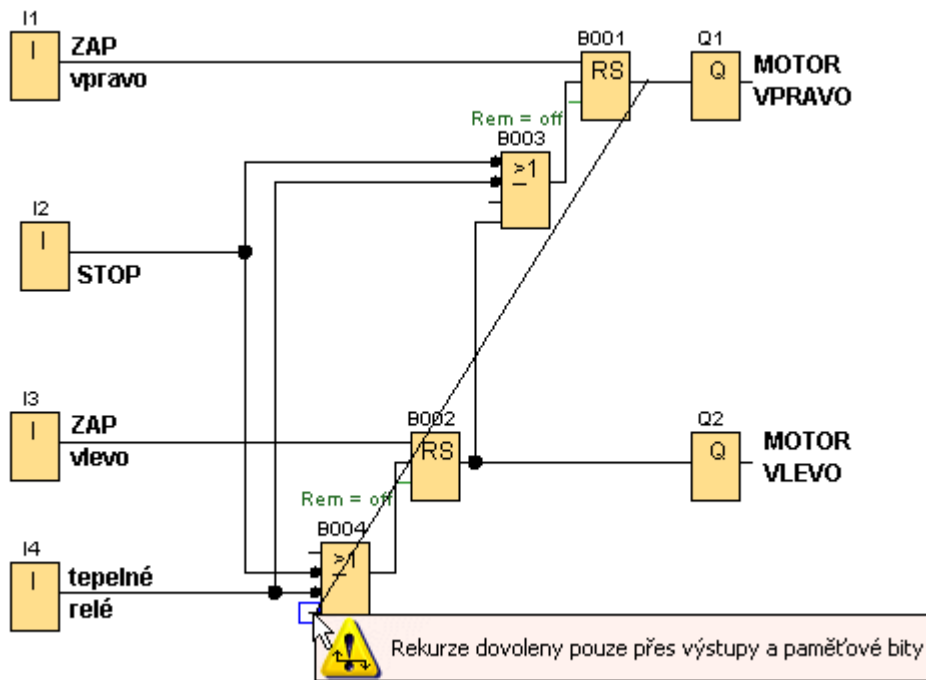 I1
I
ZAP
vpravo
B001
RS
Q1
Q
MOTOR
VPRAVO
Rem = off
B003
>1
I2
I
STOP
I3
I
ZAP
vlevo
B002
RS
Q2
Q
MOTOR
VLEVO
Rem = off
B004
>1
I4
I
tepelné
relé
Rekurze dovoleny pouze přes výstupy a paměťové bity